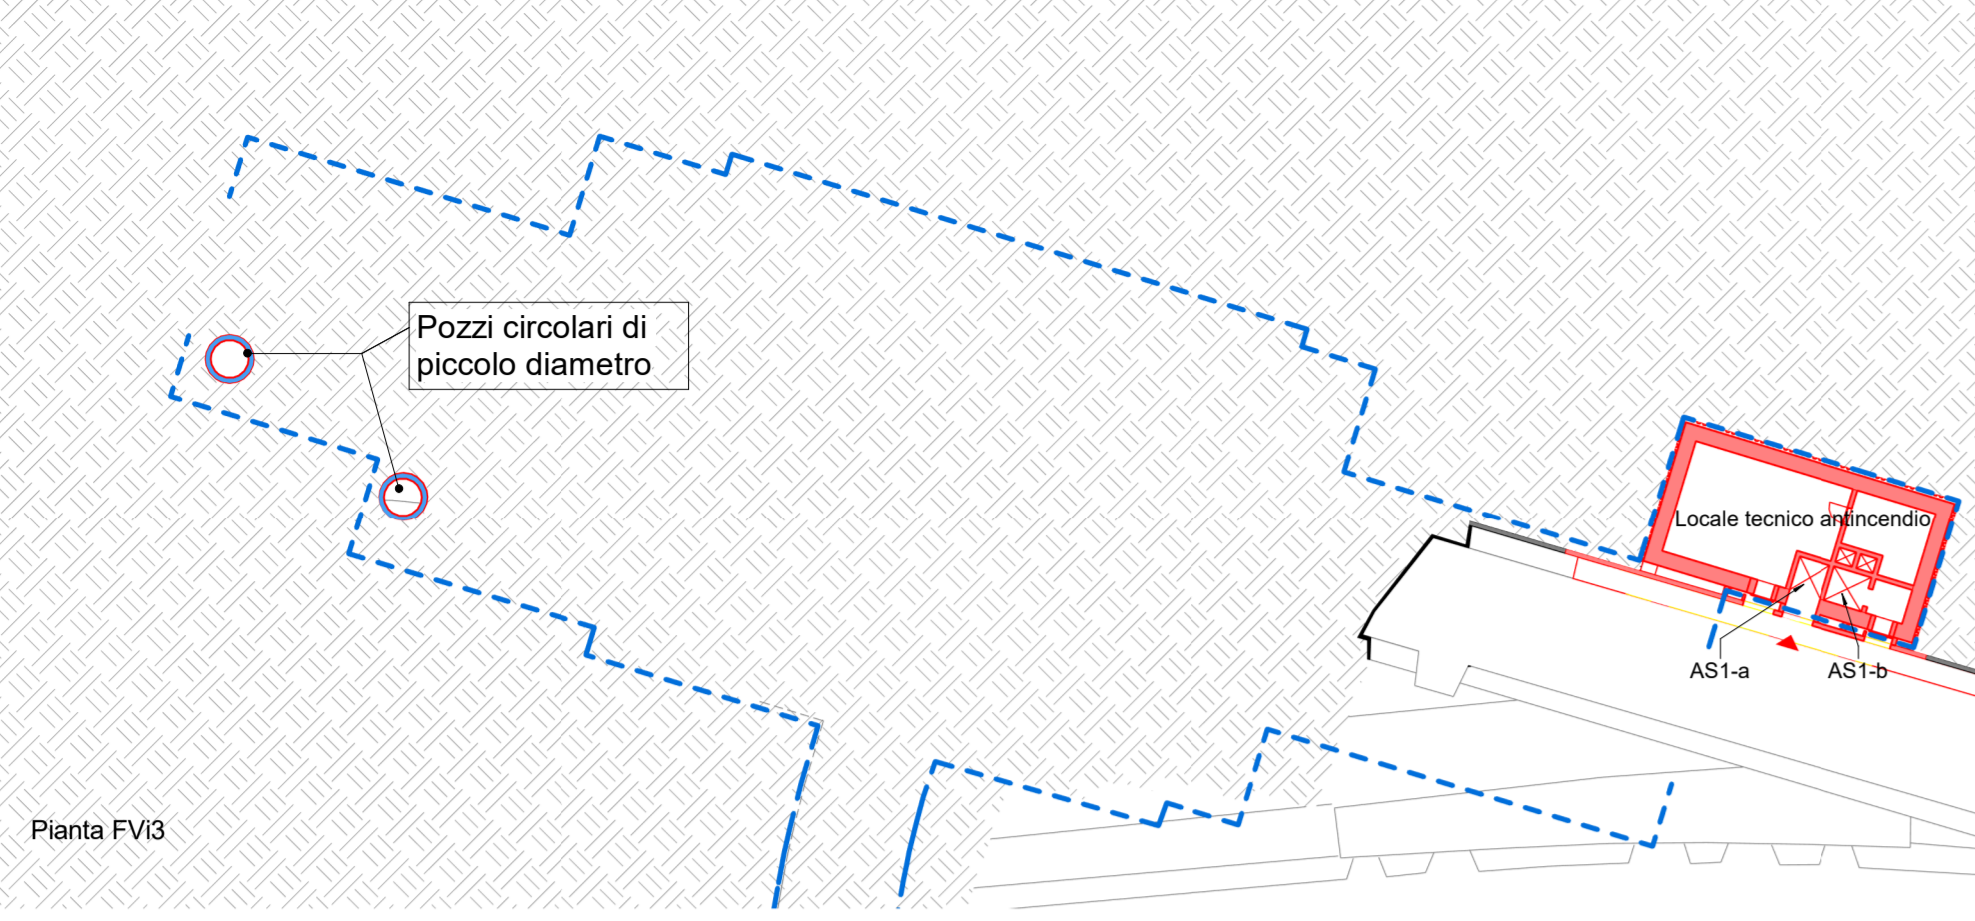 Pozzi circolari di
piccolo diametro
Locale tecnico antincendio
AS1-a
AS1-b
Pianta FVi3